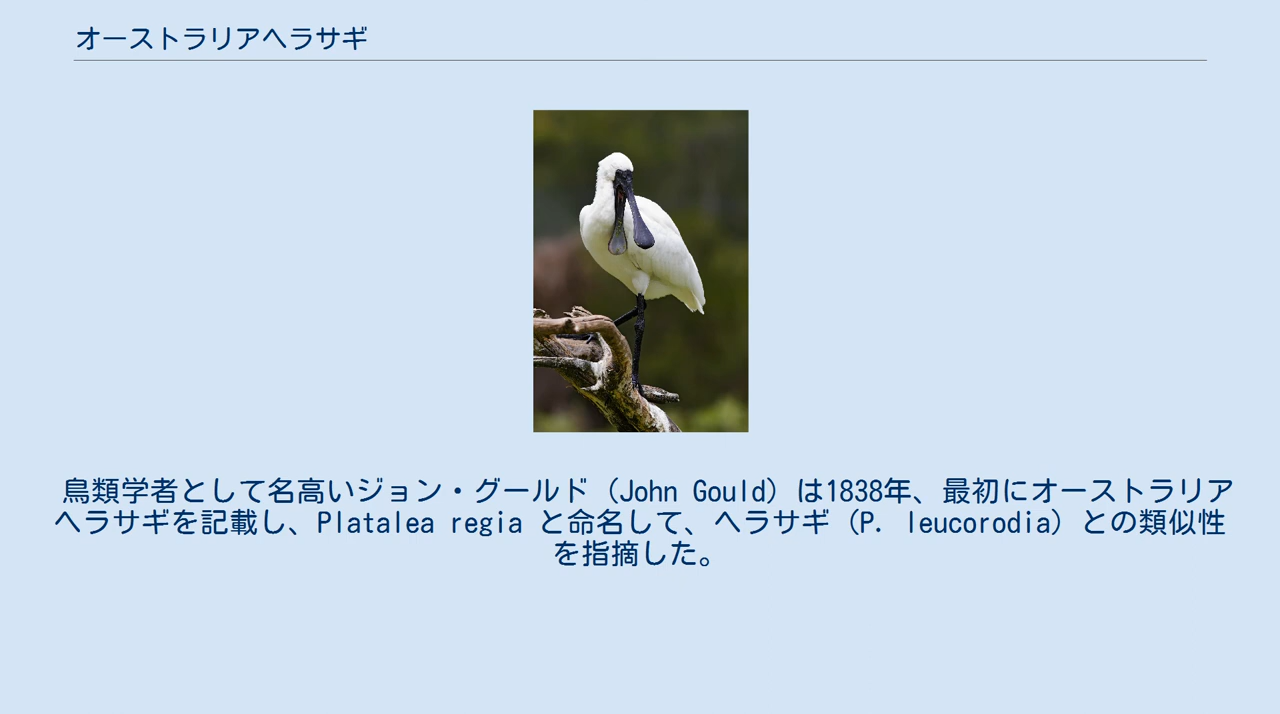 オーストラリアヘラサギ
鳥類学者として名高いジョン・グールド（John Gould）は1838年、最初にオーストラリア
ヘラサギを記載し、Platalea regia と命名して、ヘラサギ（P. leucorodia）との類似性
を指摘した。